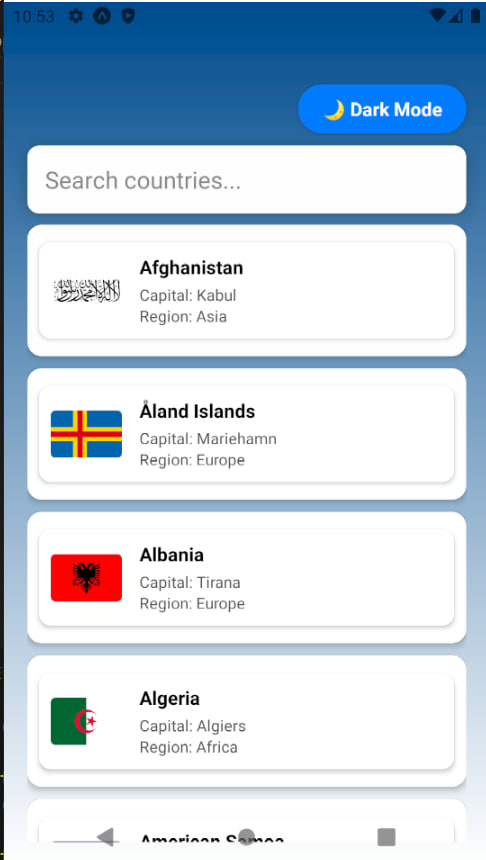 10:53
🌙 Dark Mode
Search countries...
Afghanistan
Capital: Kabul
Region: Asia
Åland Islands
Capital: Mariehamn
Region: Europe
Albania
Capital: Tirana
Region: Europe
Algeria
Capital: Algiers
Region: Africa
American Samoa